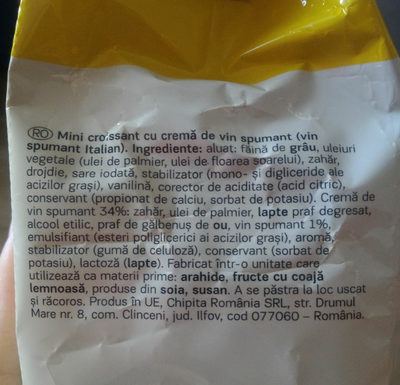 RO Mini croissant cu cremă de vin spumant (vin
spumant Italian). Ingrediente: aluat: făină de grâu, uleiuri
vegetale (ulei de palmier, ulei de floarea soarelui), zahăr,
drojdie, sare iodată, stabilizator (mono- și digliceride ale
acizilor grași), vanilină, corector de aciditate (acid citric),
conservant (propionat de calciu, sorbat de potasiu). Cremă de
vin spumant 34%: zahăr, ulei de palmier, lapte praf degresat,
alcool etilic, praf de gălbenuș de ou, vin spumant 1%,
emulsifiant (esteri poliglicerici ai acizilor grași), aromă,
stabilizator (gumă de celuloză), conservant (sorbat de
potasiu), lactoză (lapte). Fabricat într-o unitate care
utilizează ca materii prime: arahide, fructe cu coajă
lemnoasă, produse din soia, susan. A se păstra la loc uscat
și răcoros. Produs în UE, Chipita România SRL, str. Drumul
Mare nr. 8, com. Clinceni, jud. Ilfov, cod 077060 – România.